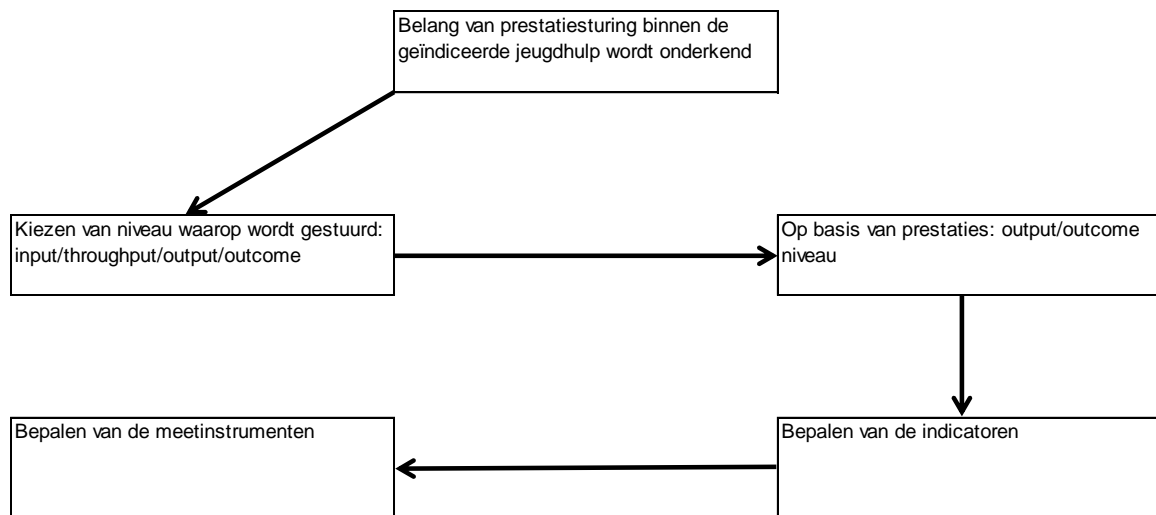 Belang van prestatiesturing binnen de
geïndiceerde jeugdhulp wordt onderkend
Kiezen van niveau waarop wordt gestuurd:
input/throughput/output/outcome
Op basis van prestaties: output/outcome
niveau
Bepalen van de meetinstrumenten
Bepalen van de indicatoren